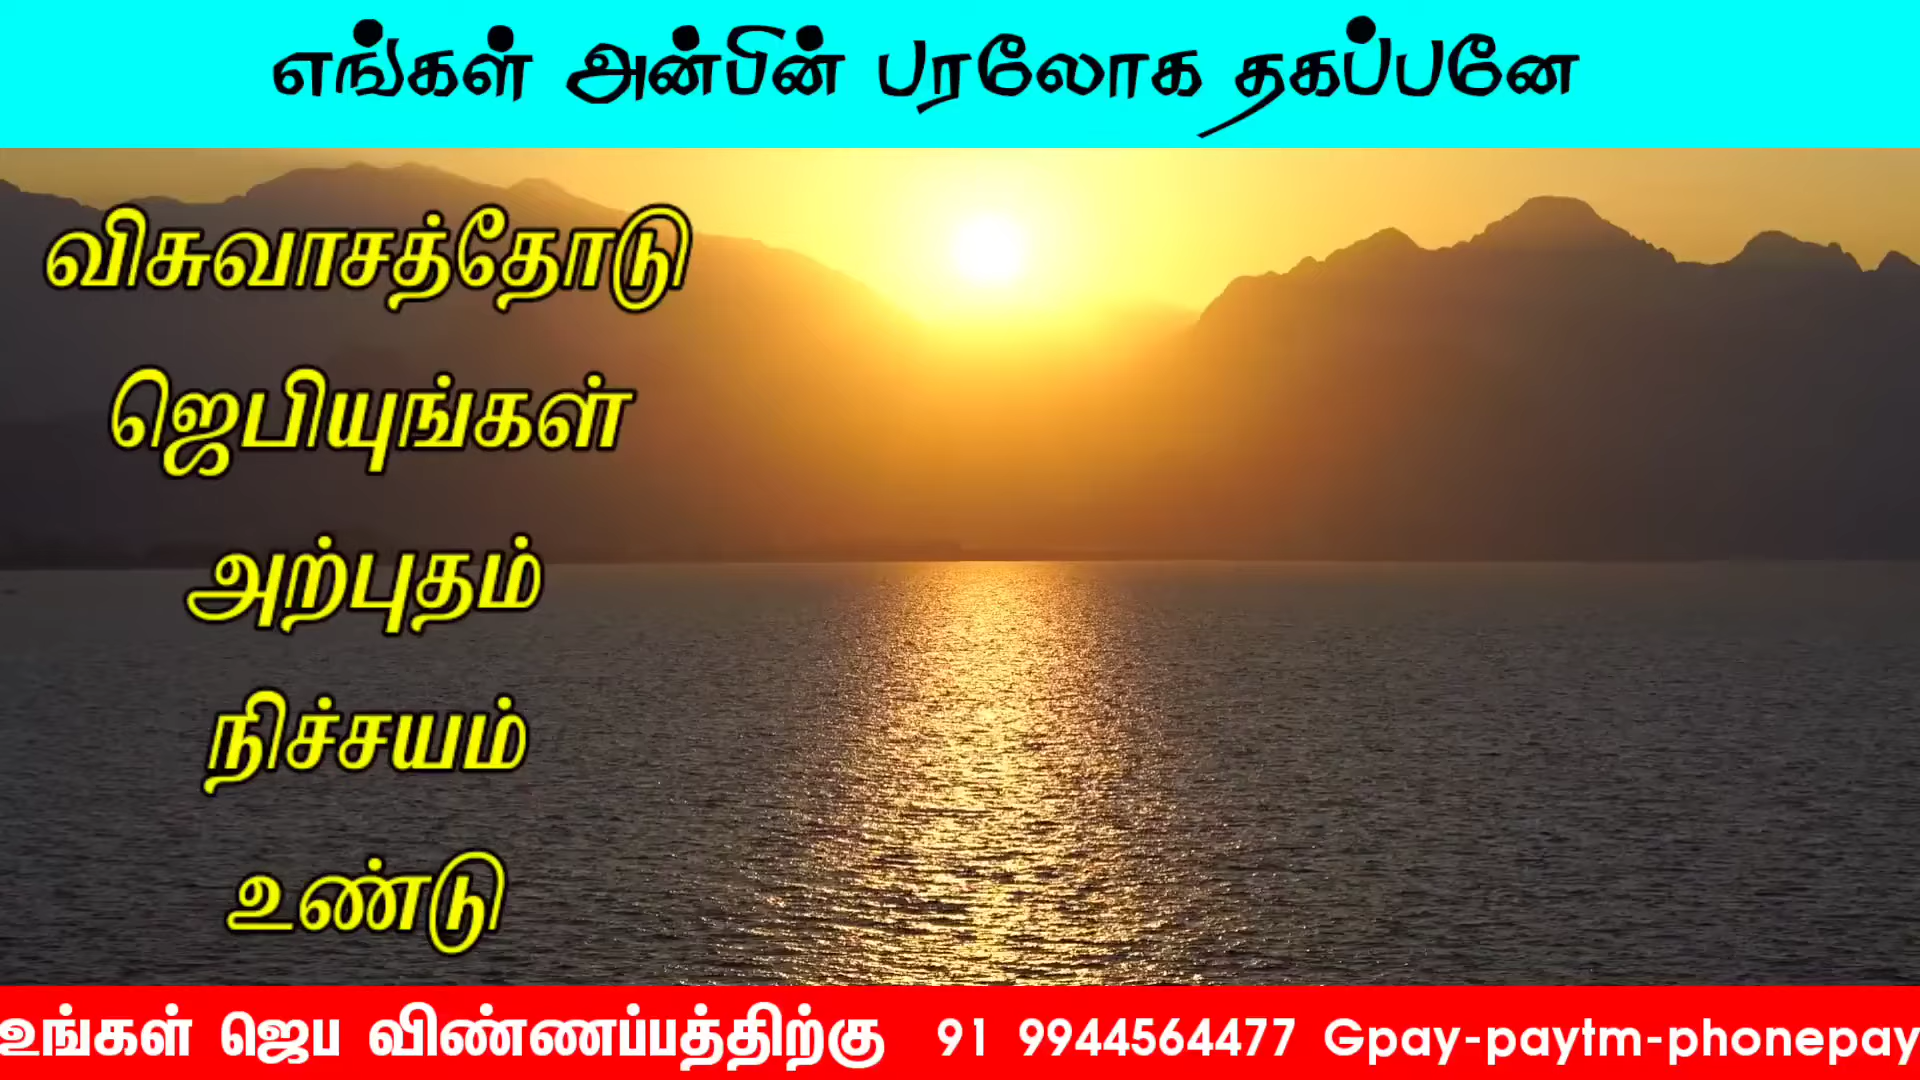 எங்கள் அன்பின் பரலோக தகப்பனே
விசுவாசத்தோடு
ஜெபியுங்கள்
அற்புதம்
நிச்சயம்
உண்டு
உங்கள் ஜெப விண்ணப்பத்திற்கு 91 9944564477 Gpay-paytm-phonepay